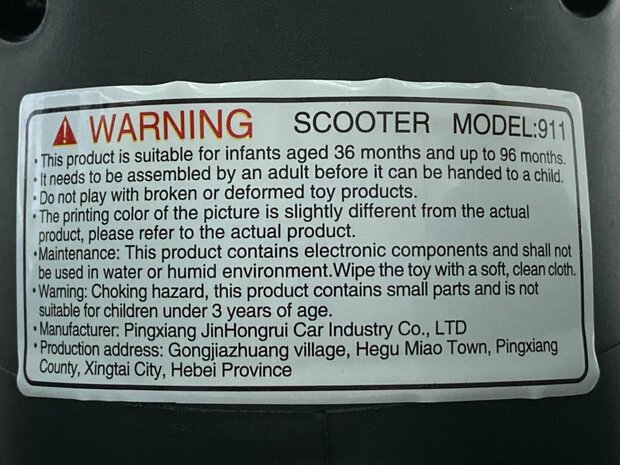 WARNING SCOOTER MODEL:911
·This product is suitable for infants aged 36 months and up to 96 months.
·It needs to be assembled by an adult before it can be handed to a child.
·Do not play with broken or deformed toy products.
·The printing color of the picture is slightly different from the actual
product, please refer to the actual product.
·Maintenance: This product contains electronic components and shall not
be used in water or humid environment.Wipe the toy with a soft, clean cloth.
·Warning: Choking hazard, this product contains small parts and is not
suitable for children under 3 years of age.
·Manufacturer: Pingxiang JinHongrui Car Industry Co., LTD
·Production address: Gongjiazhuang village, Hegu Miao Town, Pingxiang
County, Xingtai City, Hebei Province